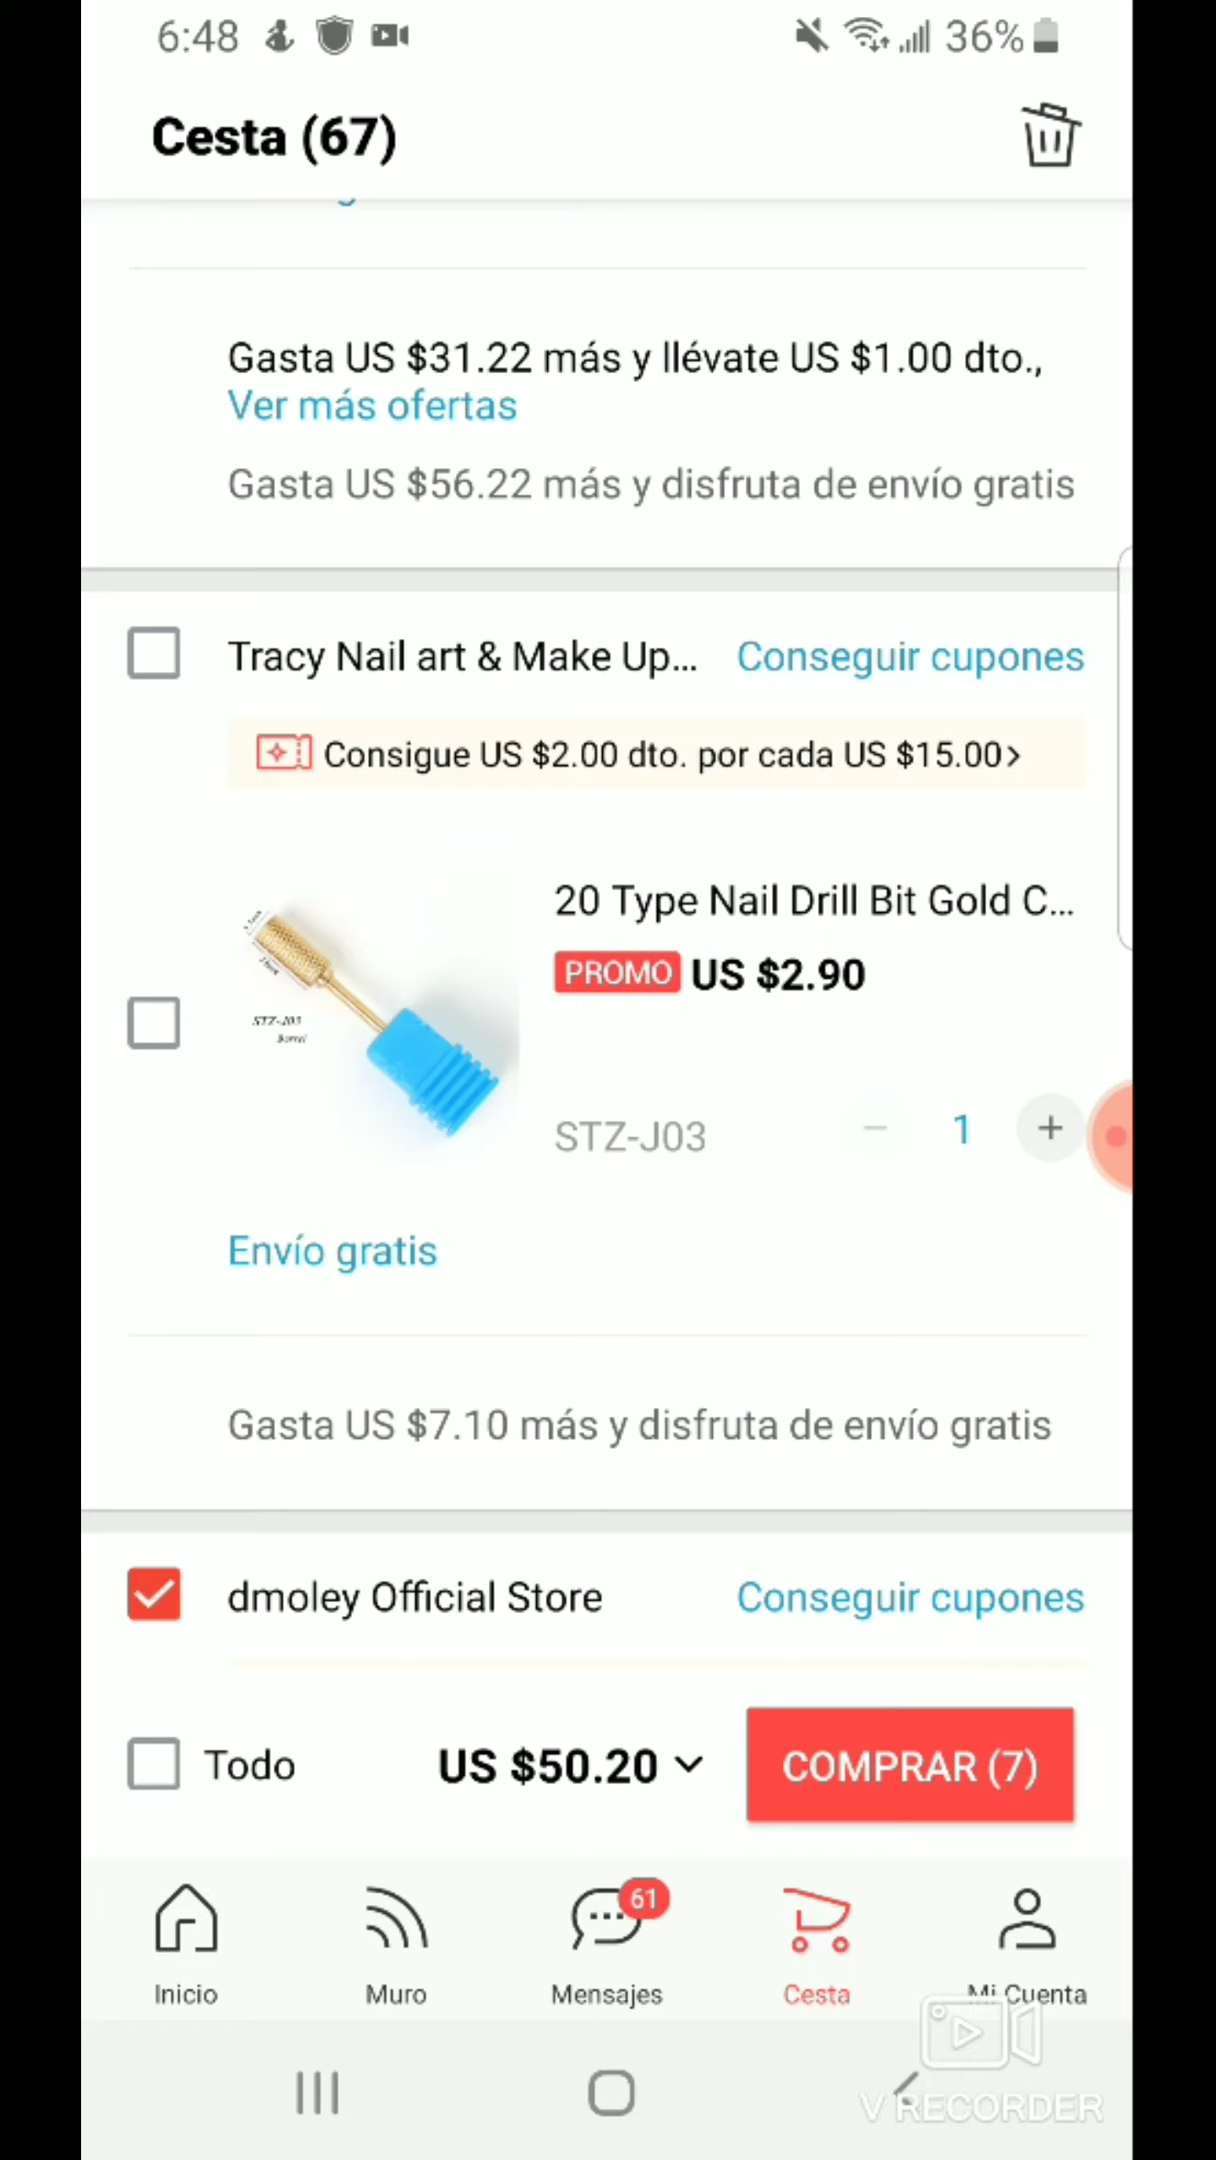 6:48
36%
Cesta (67)
Gasta US $31.22 más y llévate US $1.00 dto.,
Ver más ofertas
Gasta US $56.22 más y disfruta de envío gratis
Tracy Nail art & Make Up... Conseguir cupones
Consigue US $2.00 dto. por cada US $15.00>
20 Type Nail Drill Bit Gold C...
PROMO US $2.90
STZ-J03
Barrel
STZ-J03
1
Envío gratis
Gasta US $7.10 más y disfruta de envío gratis
dmoley Official Store Conseguir cupones
Todo US $50.20 COMPRAR (7)
61
Inicio Muro Mensajes Cesta Mi Cuenta
V RECORDER